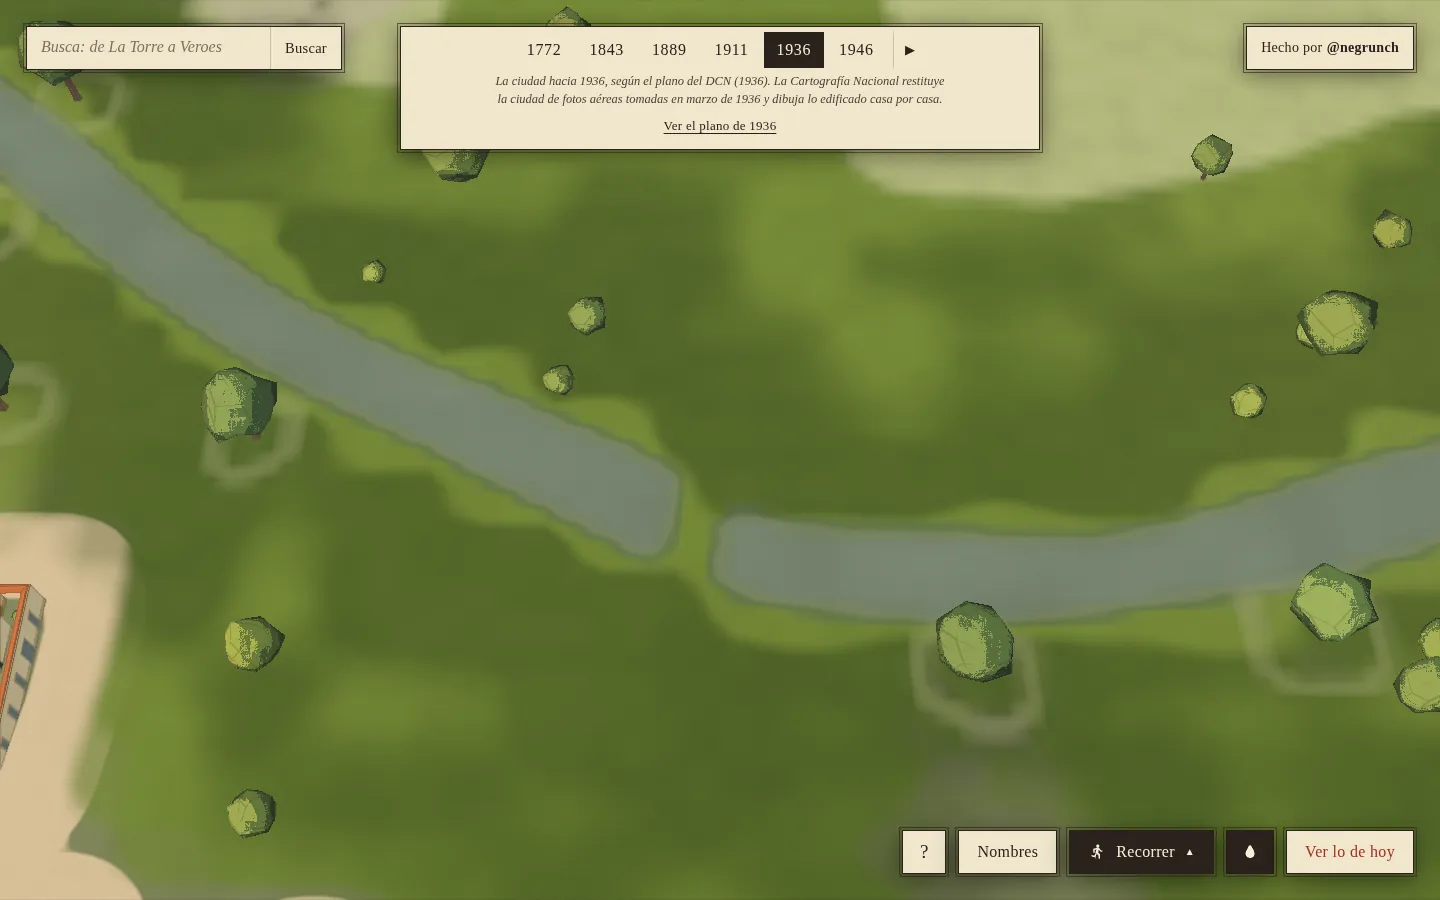 Busca: de La Torre a Veroes
Buscar
1772 1843 1889 1911 1936 1946 ▶
La ciudad hacia 1936, según el plano del DCN (1936). La Cartografía Nacional restituye
la ciudad de fotos aéreas tomadas en marzo de 1936 y dibuja lo edificado casa por casa.
Ver el plano de 1936
Hecho por @negrunch
?
Nombres
Recorrer ▲
Ver lo de hoy